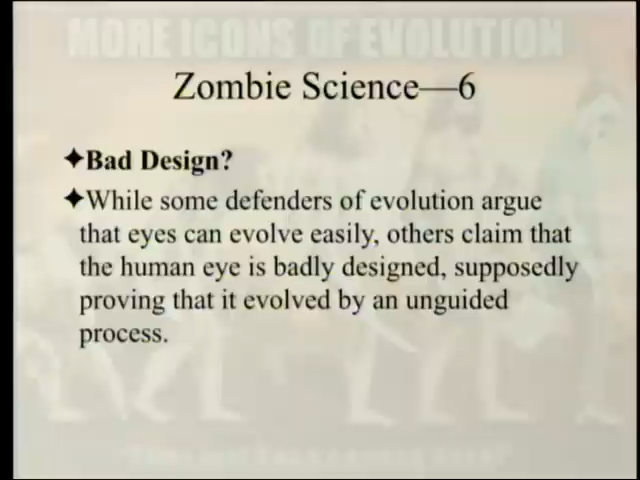 MORE ICONS OF EVOLUTION
Zombie Science—6
✦Bad Design?
✦While some defenders of evolution argue
that eyes can evolve easily, others claim that
the human eye is badly designed, supposedly
proving that it evolved by an unguided
process.